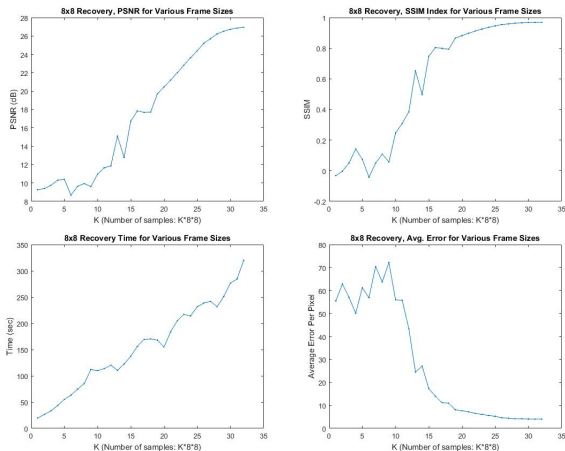 8x8 Recovery, PSNR for Various Frame Sizes
28
26
24
22
20
18
16
14
12
10
8
PSNR (dB)
0 5 10 15 20 25 30 35
K (Number of samples: K*8*8)
8x8 Recovery, SSIM Index for Various Frame Sizes
1
0.8
0.6
0.4
0.2
0
-0.2
SSIM
0 5 10 15 20 25 30 35
K (Number of samples: K*8*8)
8x8 Recovery Time for Various Frame Sizes
350
300
250
200
150
100
50
0
Time (sec)
0 5 10 15 20 25 30 35
K (Number of samples: K*8*8)
8x8 Recovery, Avg. Error for Various Frame Sizes
80
70
60
50
40
30
20
10
0
Average Error Per Pixel
0 5 10 15 20 25 30 35
K (Number of samples: K*8*8)